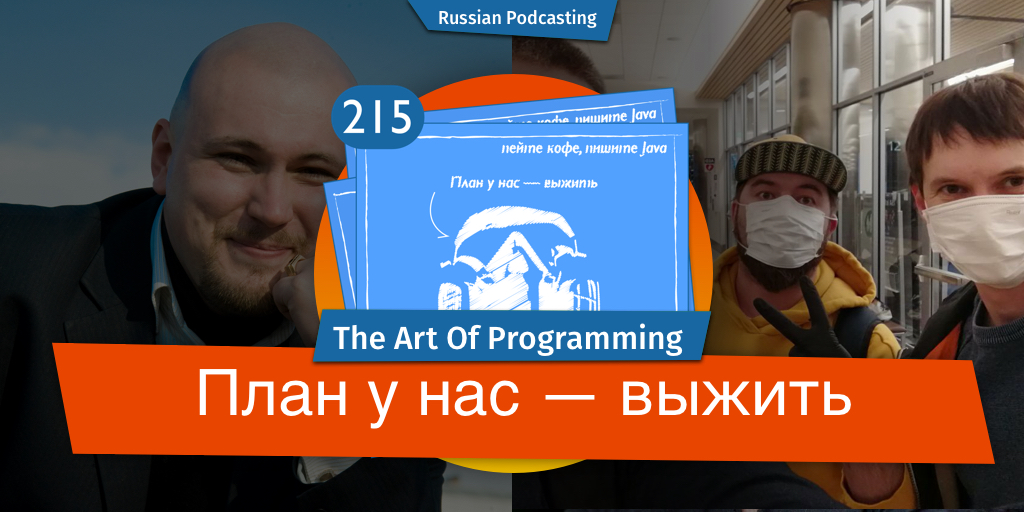 Russian Podcasting
215
кофе, пишите Java
пейте кофе, пишите Java
План у нас — выжить
The Art Of Programming
План у нас — выжить
12